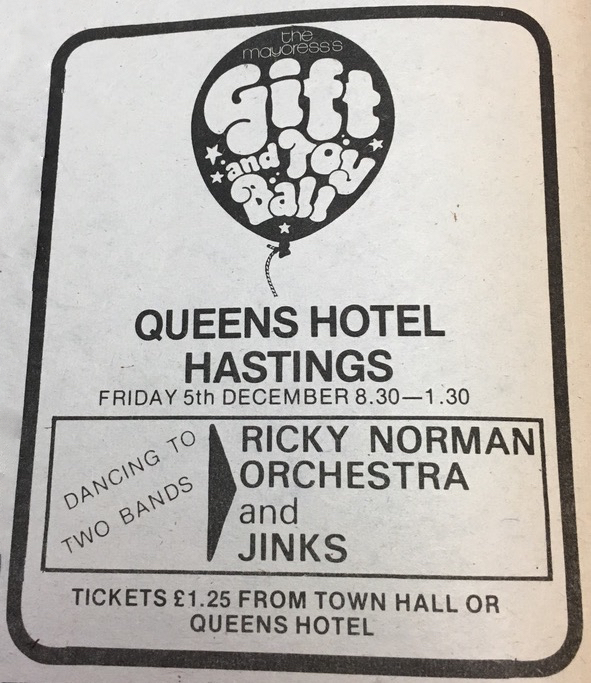 the
mayoress's
Gift
and Toy
Ball
QUEENS HOTEL
HASTINGS
FRIDAY 5th DECEMBER 8.30—1.30
DANCING TO
TWO BANDS
RICKY NORMAN
ORCHESTRA
and
JINKS
TICKETS £1.25 FROM TOWN HALL OR
QUEENS HOTEL